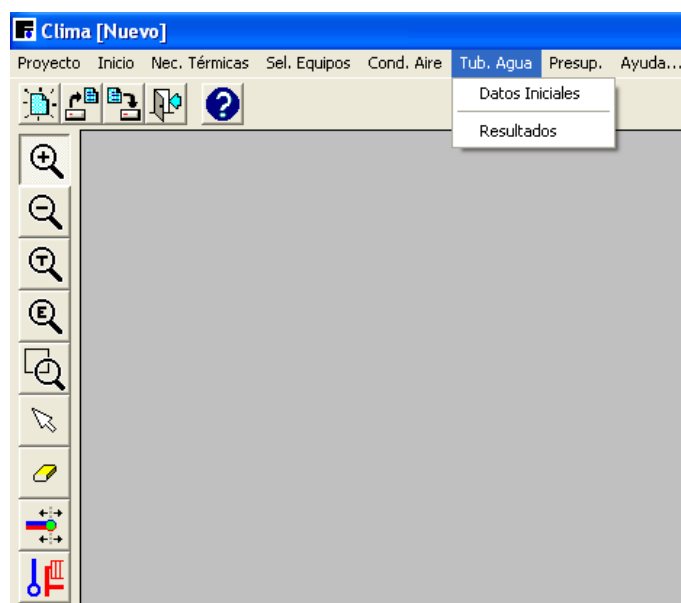 Clima [Nuevo]
Proyecto Inicio Nec. Térmicas Sel. Equipos Cond. Aire Tub. Agua Presup. Ayuda...
Datos Iniciales
Resultados
T
E